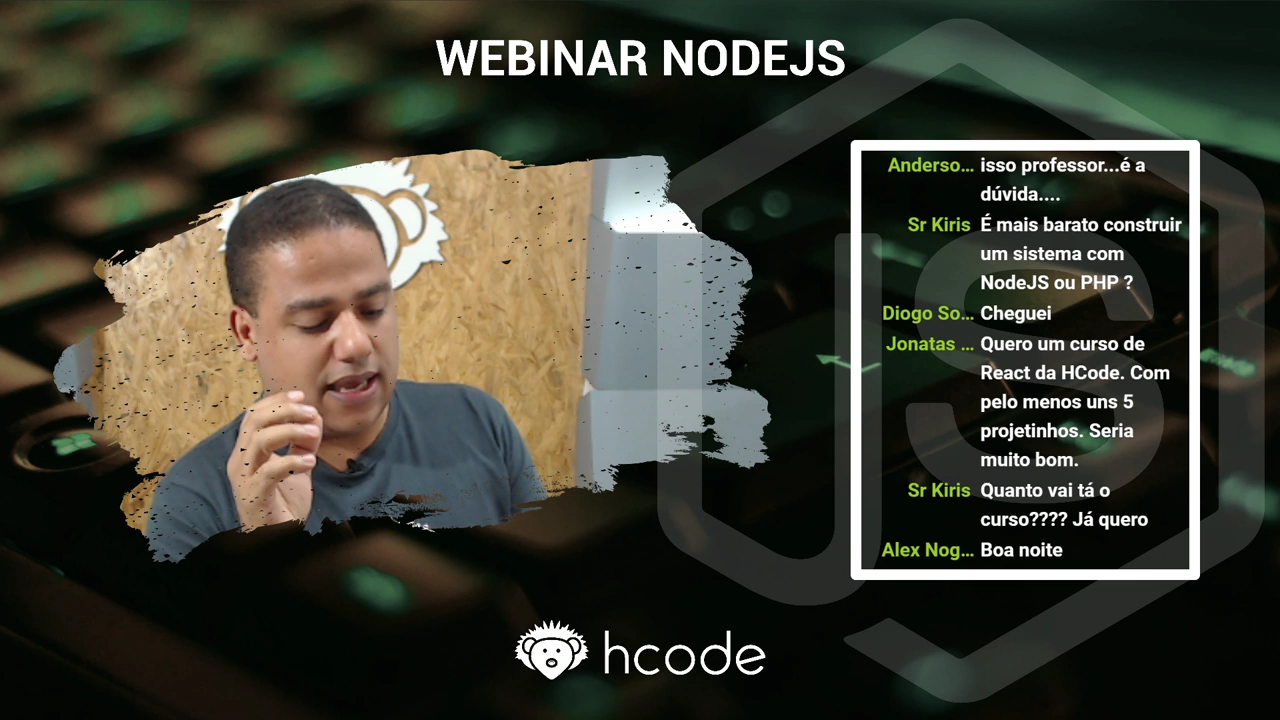 WEBINAR NODEJS
Anderso... isso professor...é a
dúvida....
Sr Kiris É mais barato construir
um sistema com
NodeJS ou PHP ?
Diogo So... Cheguei
Jonatas ... Quero um curso de
React da HCode. Com
pelo menos uns 5
projetinhos. Seria
muito bom.
Sr Kiris Quanto vai tá o
curso???? Já quero
Alex Nog... Boa noite
JS
hcode